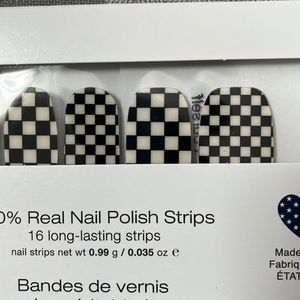 0% Real Nail Polish Strips
16 long-lasting strips
nail strips net wt 0.99 g / 0.035 oz e
Bandes de vernis
Made
Fabriq
ÉTAT